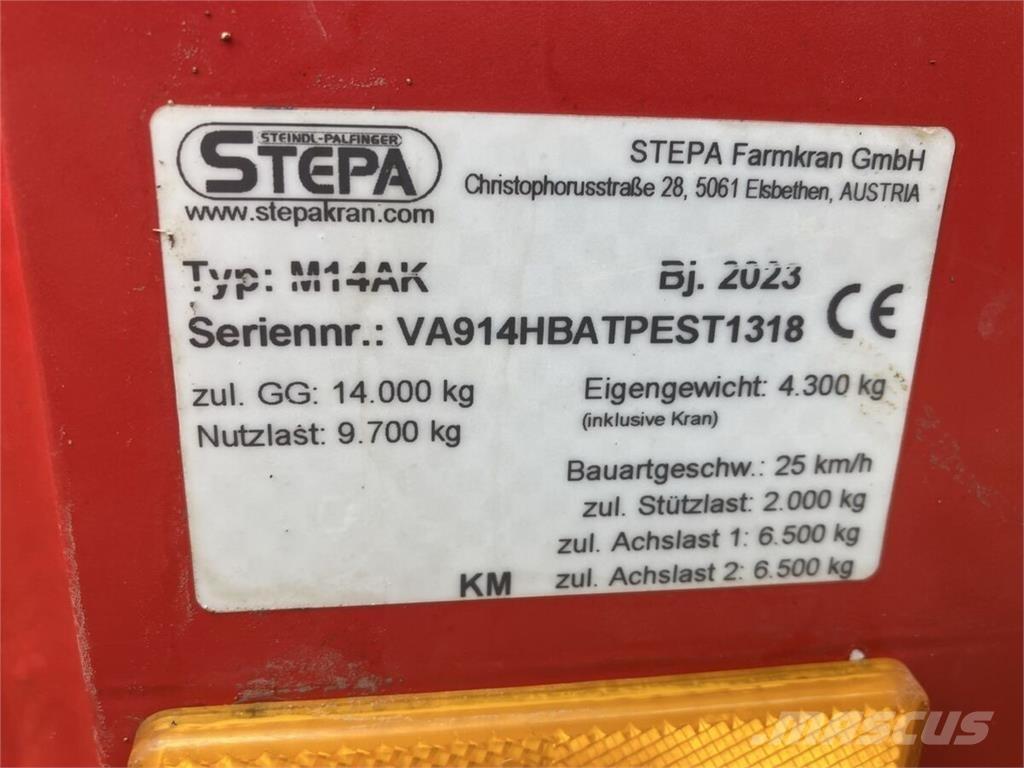 STEINDL-PALFINGER
STEPA
www.stepakran.com
STEPA Farmkran GmbH
Christophorusstraße 28, 5061 Elsbethen, AUSTRIA
Typ: M14AK Bj. 2023
Seriennr.: VA914HBATPEST1318 CE
zul. GG: 14.000 kg
Nutzlast: 9.700 kg
Eigengewicht: 4.300 kg
(inklusive Kran)
Bauartgeschw.: 25 km/h
zul. Stützlast: 2.000 kg
zul. Achslast 1: 6.500 kg
KM zul. Achslast 2: 6.500 kg
mascus